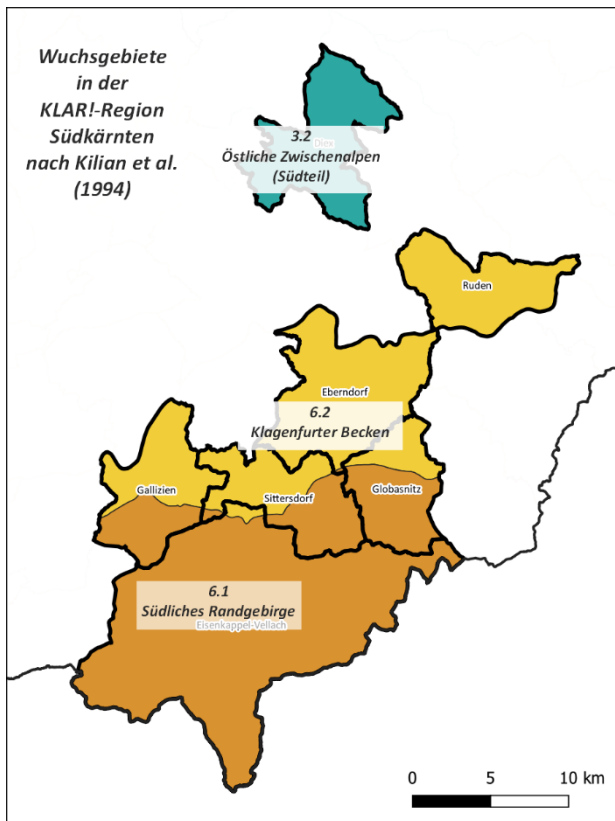 Wuchsgebiete
in der
KLAR!-Region
Südkärnten
nach Kilian et al.
(1994)
3.2
Diex
Östliche Zwischenalpen
(Südteil)
Ruden
Eberndorf
6.2
Klagenfurter Becken
Gallizien
Sittersdorf
Globasnitz
6.1
Südliches Randgebirge
Eisenkappel-Vellach
0 5 10 km